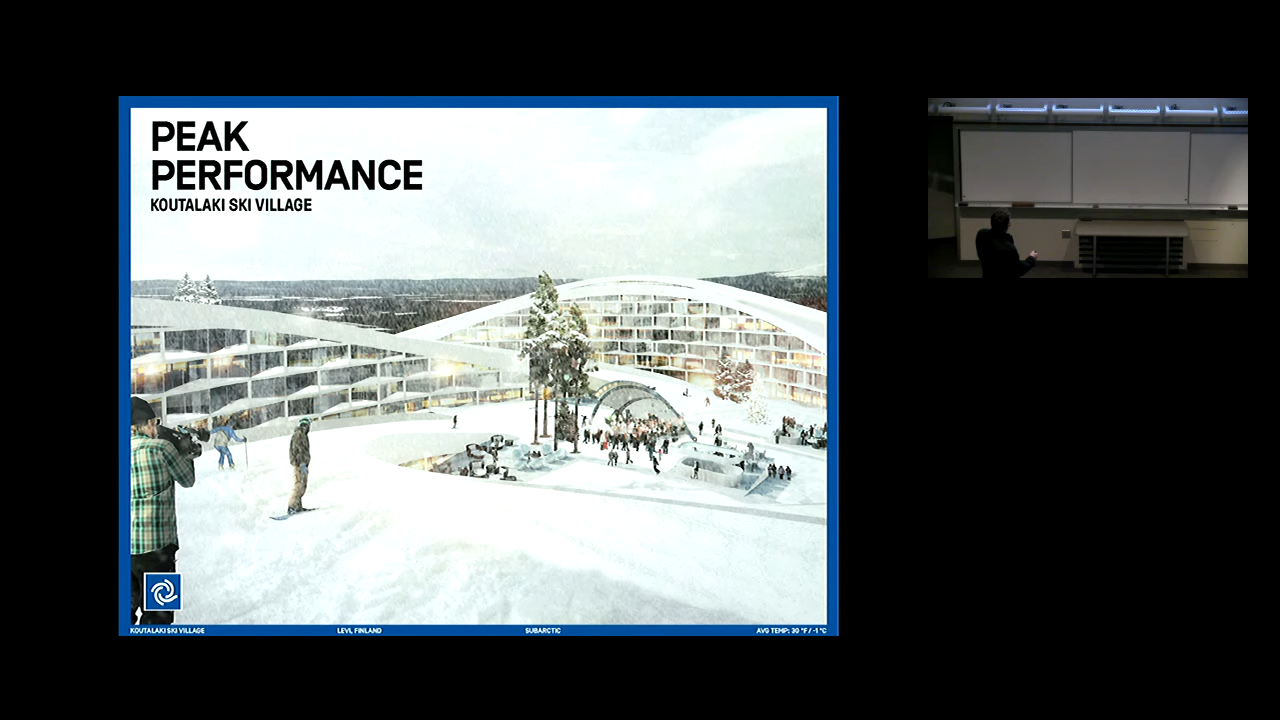 PEAK
PERFORMANCE
KOUTALAKI SKI VILLAGE
KOUTALAKI SKI VILLAGE LEVI, FINLAND SUBARCTIC AVG TEMP: 30 °F / -1 °C